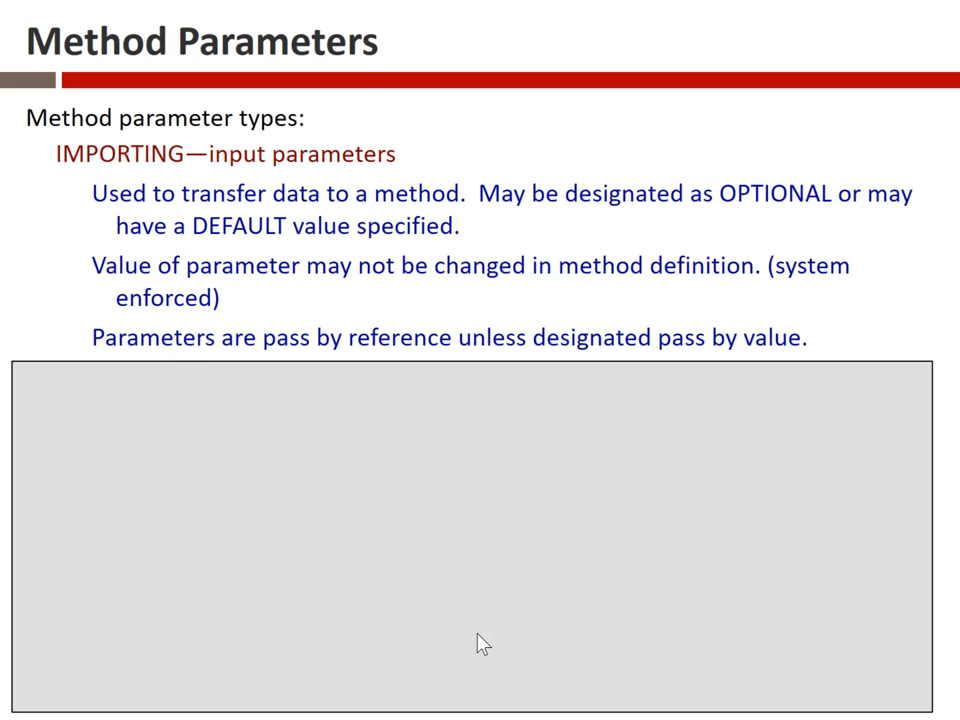 Method Parameters
Method parameter types:
IMPORTING—input parameters
Used to transfer data to a method.  May be designated as OPTIONAL or may
have a DEFAULT value specified.
Value of parameter may not be changed in method definition. (system
enforced)
Parameters are pass by reference unless designated pass by value.